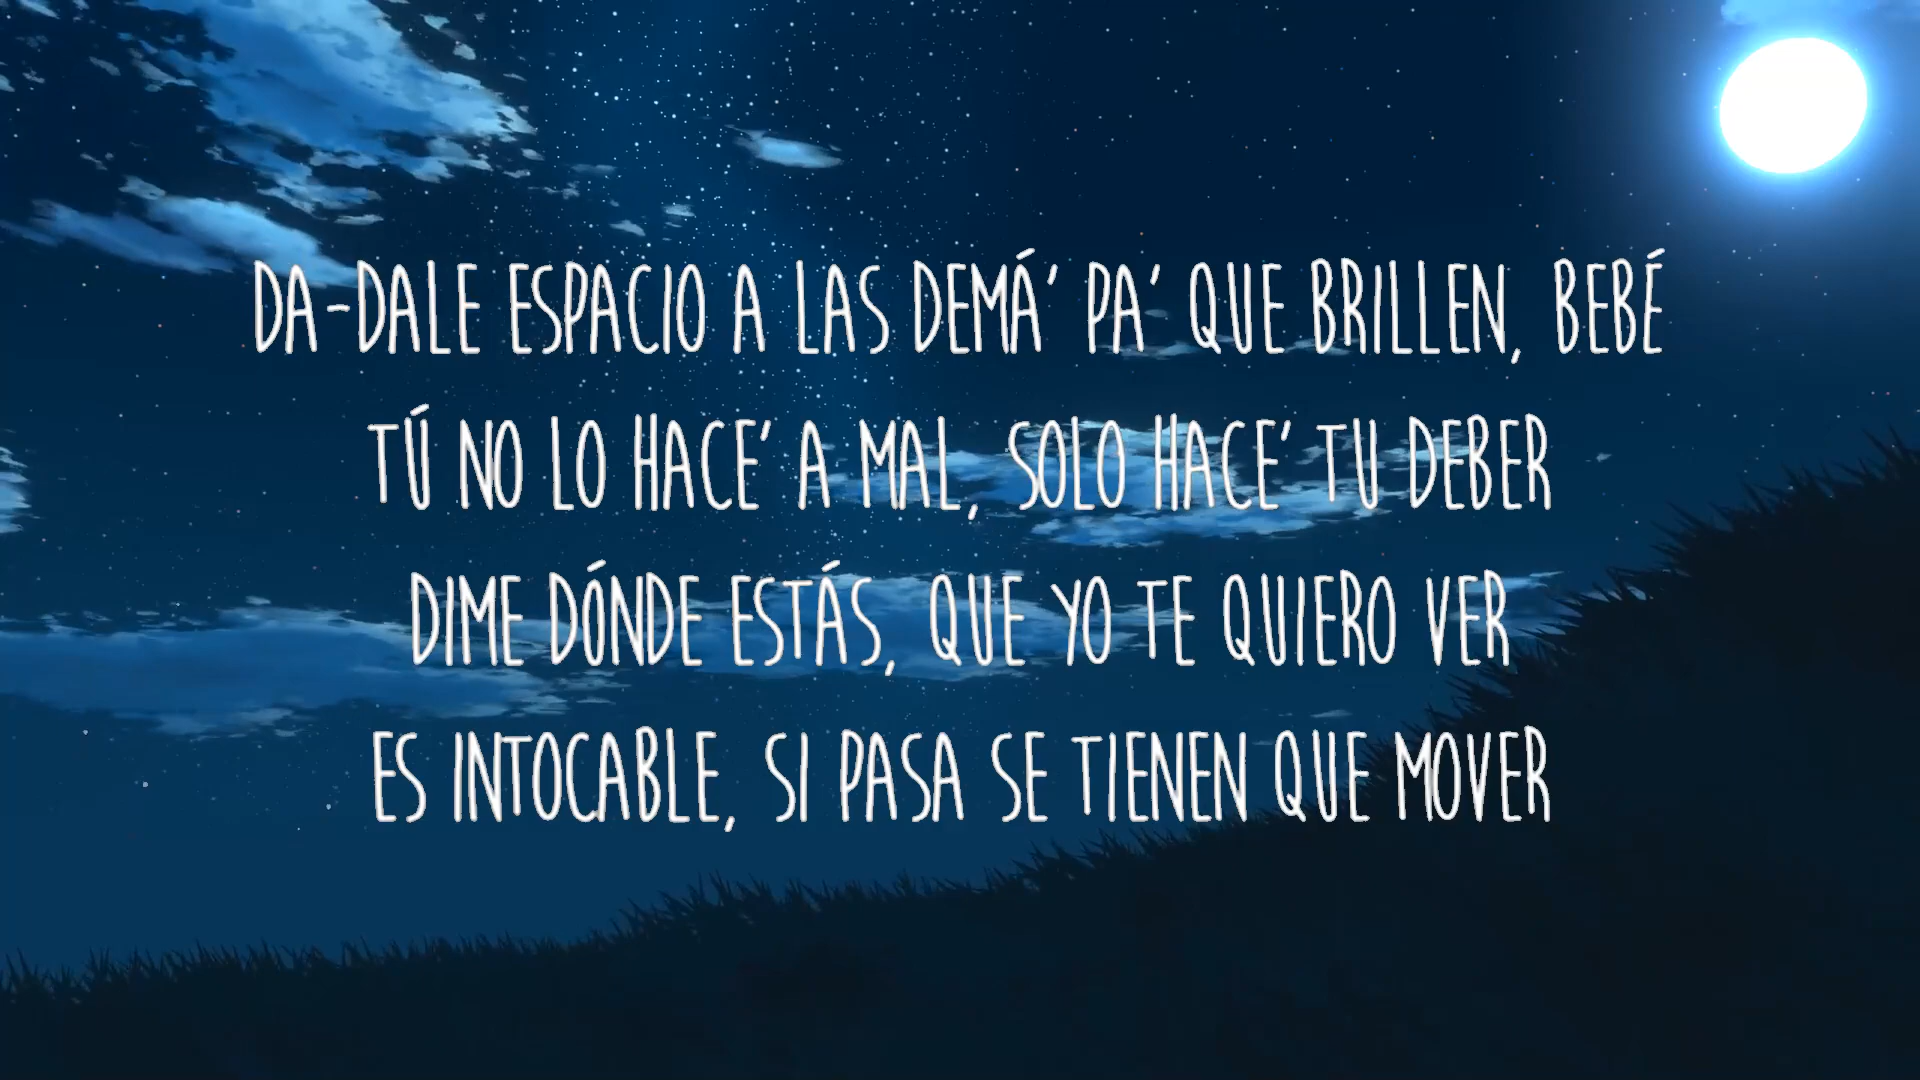 DA-DALE ESPACIO A LAS DEMÁ' PA' QUE BRILLEN, BEBÉ
TÚ NO LO HACE' A MAL, SOLO HACE' TU DEBER
DIME DÓNDE ESTÁS, QUE YO TE QUIERO VER
ES INTOCABLE, SI PASA SE TIENEN QUE MOVER